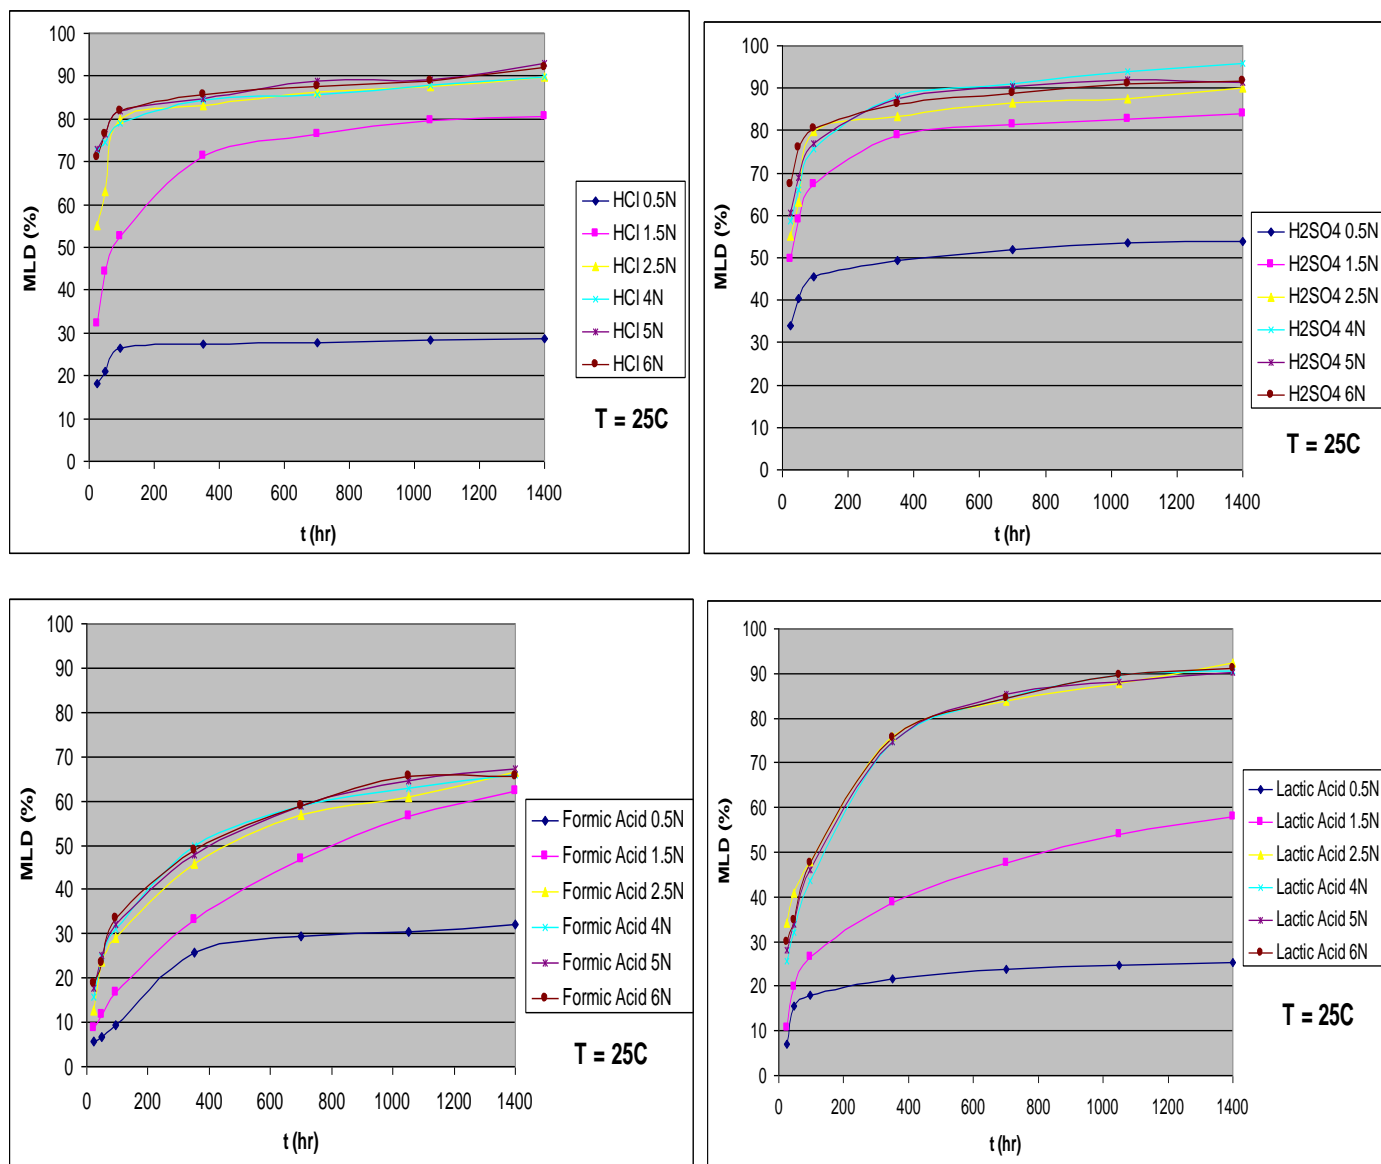 100
90
80
70
60
50
40
30
20
10
0
MLD (%)
0 200 400 600 800 1000 1200 1400
t (hr)
HCl 0.5N
HCl 1.5N
HCl 2.5N
HCl 4N
HCl 5N
HCl 6N
T = 25C
100
90
80
70
60
50
40
30
20
10
0
MLD (%)
0 200 400 600 800 1000 1200 1400
t (hr)
H2SO4 0.5N
H2SO4 1.5N
H2SO4 2.5N
H2SO4 4N
H2SO4 5N
H2SO4 6N
T = 25C
100
90
80
70
60
50
40
30
20
10
0
MLD (%)
0 200 400 600 800 1000 1200 1400
t (hr)
Formic Acid 0.5N
Formic Acid 1.5N
Formic Acid 2.5N
Formic Acid 4N
Formic Acid 5N
Formic Acid 6N
T = 25C
100
90
80
70
60
50
40
30
20
10
0
MLD (%)
0 200 400 600 800 1000 1200 1400
t (hr)
Lactic Acid 0.5N
Lactic Acid 1.5N
Lactic Acid 2.5N
Lactic Acid 4N
Lactic Acid 5N
Lactic Acid 6N
T = 25C